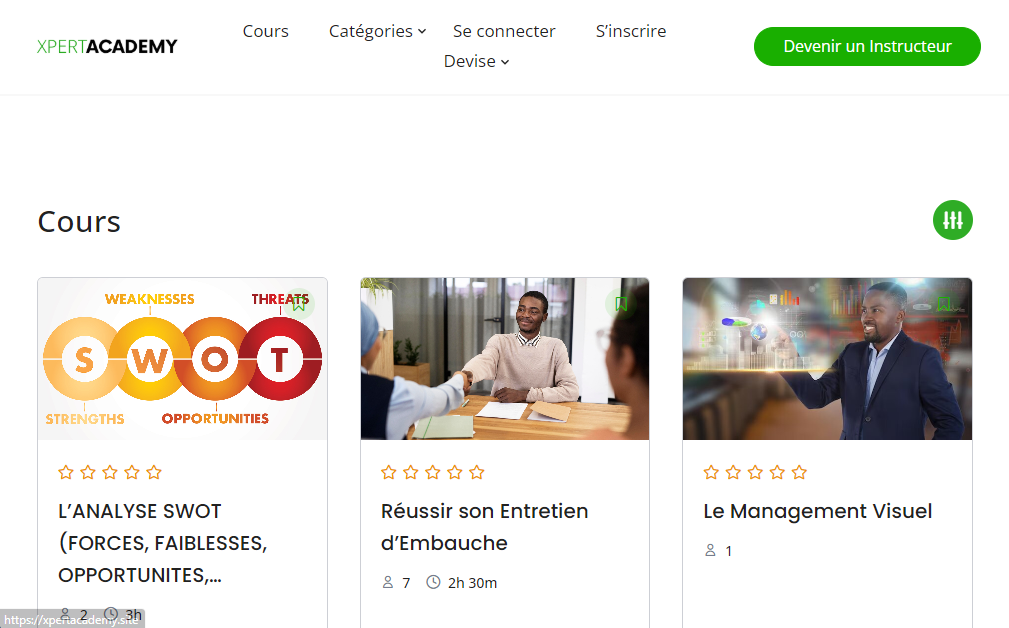 Cours Catégories Se connecter S'inscrire
XPERTACADEMY
Devenir un Instructeur
Devise
Cours
WEAKNESSES THREATS
S W O T
STRENGTHS OPPORTUNITIES
L'ANALYSE SWOT
(FORCES, FAIBLESSES,
OPPORTUNITES,...
2 3h
Réussir son Entretien
d'Embauche
7 2h 30m
Le Management Visuel
1
https://xpertacademy.site